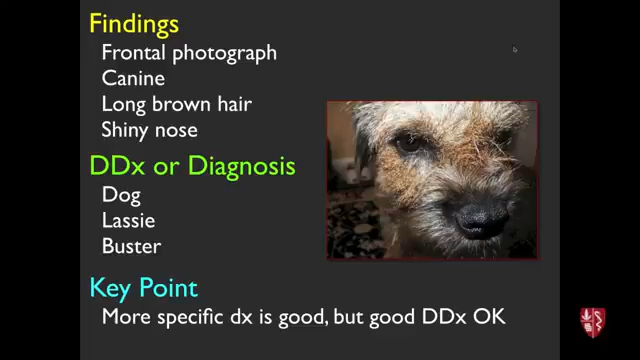 Findings
Frontal photograph
Canine
Long brown hair
Shiny nose
DDx or Diagnosis
Dog
Lassie
Buster
Key Point
More specific dx is good, but good DDx OK